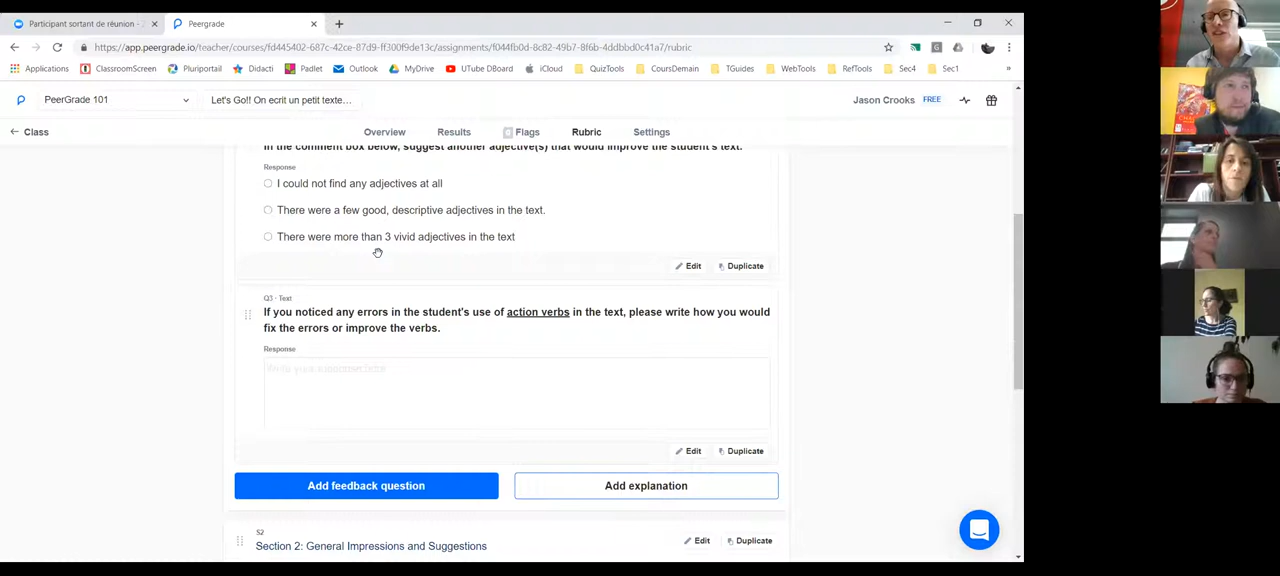 Participant sortant de réunion - Z
Peergrade
https://app.peergrade.io/teacher/courses/fd445402-687c-42ce-87d9-ff300f9de13c/assignments/f044fb0d-8c82-49b7-8f6b-4ddbbd0c41a7/rubric
Applications ClassroomScreen Pluriportail Didacti Padlet Outlook MyDrive UTube DBoard iCloud QuizTools CoursDemain TGuides WebTools RefTools Sec4 Sec1 »
PeerGrade 101 Let's Go!! On ecrit un petit texte... Jason Crooks FREE
Class Overview Results 0 Flags Rubric Settings
In the comment box below, suggest another adjective(s) that would improve the student's text.
Response
I could not find any adjectives at all
There were a few good, descriptive adjectives in the text.
There were more than 3 vivid adjectives in the text
Edit Duplicate
Q3 · Text
If you noticed any errors in the student's use of action verbs in the text, please write how you would
fix the errors or improve the verbs.
Response
Write your comment here
Edit Duplicate
Add feedback question Add explanation
S2
Section 2: General Impressions and Suggestions
Edit Duplicate